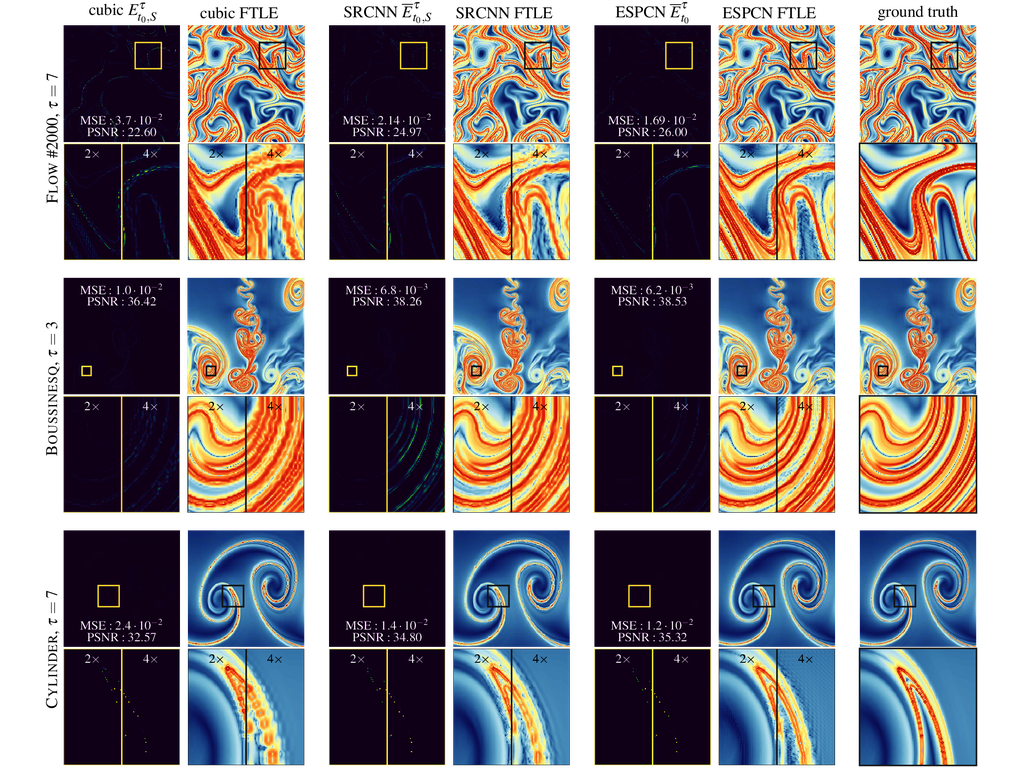 cubic E^τ_{t_0,S} cubic FTLE SRCNN \overline{E}^τ_{t_0,S} SRCNN FTLE ESPCN \overline{E}^τ_{t_0} ESPCN FTLE ground truth
FLOW #2000, τ = 7
MSE : 3.7 · 10⁻² MSE : 2.14 · 10⁻² MSE : 1.69 · 10⁻²
PSNR : 22.60 PSNR : 24.97 PSNR : 26.00
2× 4× 2× 4× 2× 4× 2× 4× 2× 4× 2× 4×
BOUSSINESQ, τ = 3
MSE : 1.0 · 10⁻² MSE : 6.8 · 10⁻³ MSE : 6.2 · 10⁻³
PSNR : 36.42 PSNR : 38.26 PSNR : 38.53
2× 4× 2× 4× 2× 4× 2× 4× 2× 4× 2× 4×
CYLINDER, τ = 7
MSE : 2.4 · 10⁻² MSE : 1.4 · 10⁻² MSE : 1.2 · 10⁻²
PSNR : 32.57 PSNR : 34.80 PSNR : 35.32
2× 4× 2× 4× 2× 4× 2× 4× 2× 4× 2× 4×